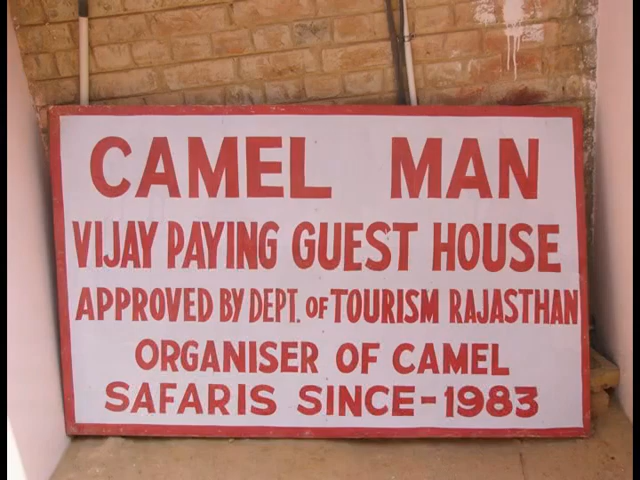 CAMEL MAN
VIJAY PAYING GUEST HOUSE
APPROVED BY DEPT. OF TOURISM RAJASTHAN
ORGANISER OF CAMEL
SAFARIS SINCE-1983